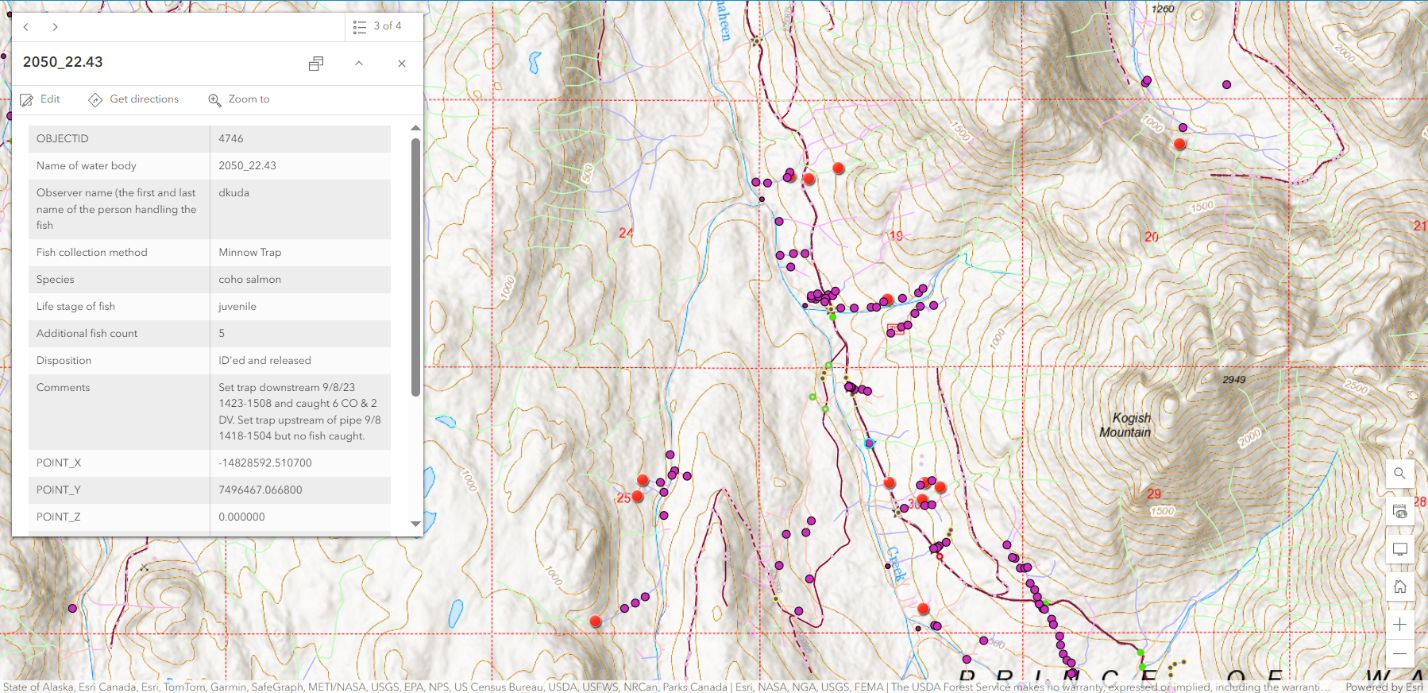 3 of 4
2050_22.43
Edit
Get directions
Zoom to
OBJECTID 4746
Name of water body 2050_22.43
Observer name (the first and last
name of the person handling the
fish
dkuda
Fish collection method Minnow Trap
Species coho salmon
Life stage of fish juvenile
Additional fish count 5
Disposition ID'ed and released
Comments
Set trap downstream 9/8/23
1423-1508 and caught 6 CO & 2
DV. Set trap upstream of pipe 9/8
1418-1504 but no fish caught.
POINT_X -14828592.510700
POINT_Y 7496467.066800
POINT_Z 0.000000
1260
2000
1500
1000
500
24
19
20
21
1500
1000
1000
2949
2500
Kogish
Mountain
2000
1000
25
30
29
28
1500
Creek
1000
500
PRINCE OF WA
State of Alaska, Esri Canada, Esri, TomTom, Garmin, SafeGraph, METI/NASA, USGS, EPA, NPS, US Census Bureau, USDA, USFWS, NRCan, Parks Canada | Esri, NASA, NGA, USGS, FEMA | The USDA Forest Service makes no warranty, expressed or implied, including the warranti...
Powered by Esri